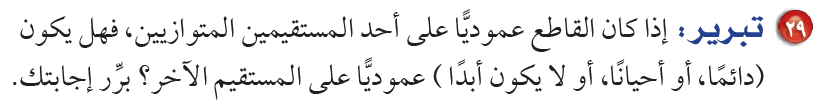 ٢٩ تبرير: إذا كان القاطع عموديًّا على أحد المستقيمين المتوازيين، فهل يكون
(دائمًا، أو أحيانًا، أو لا يكون أبدًا ) عموديًّا على المستقيم الآخر؟ برِّر إجابتك.